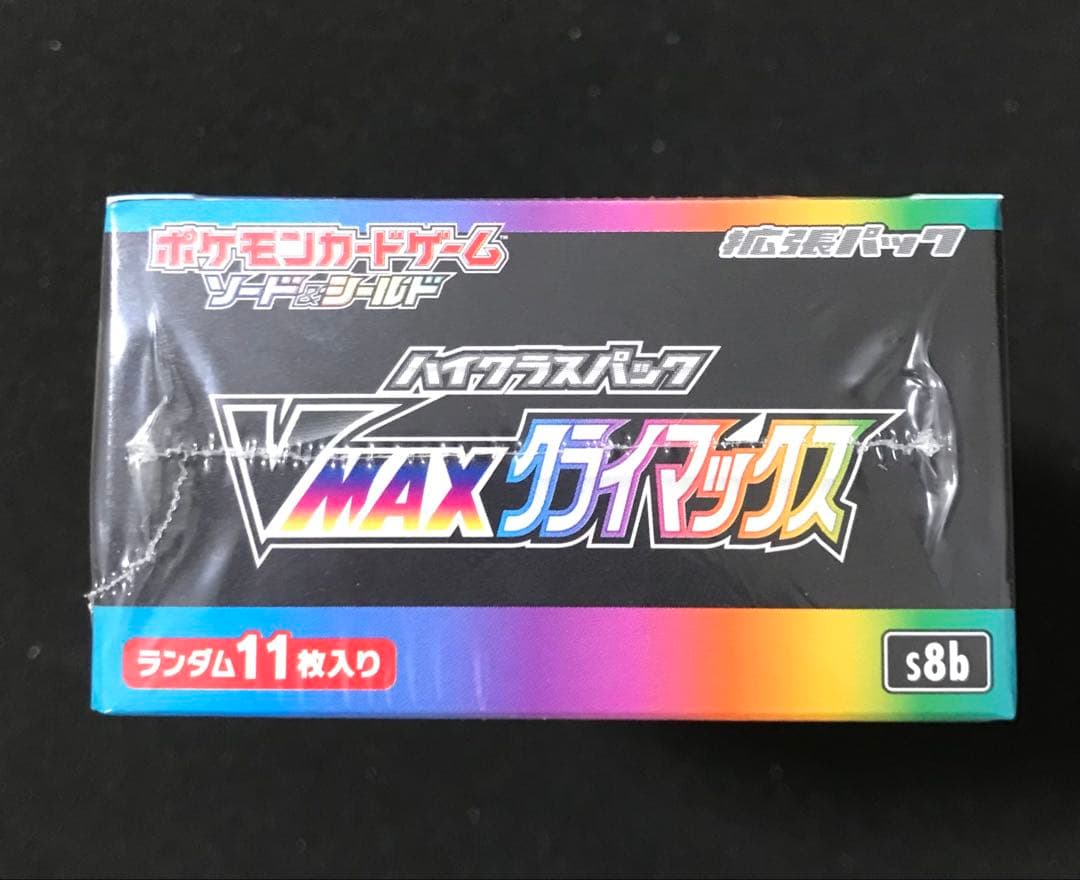 ポケモンカードゲーム™
ソード&シールド
拡張パック
ハイクラスパック
VMAXクライマックス
ランダム11枚入り
s8b